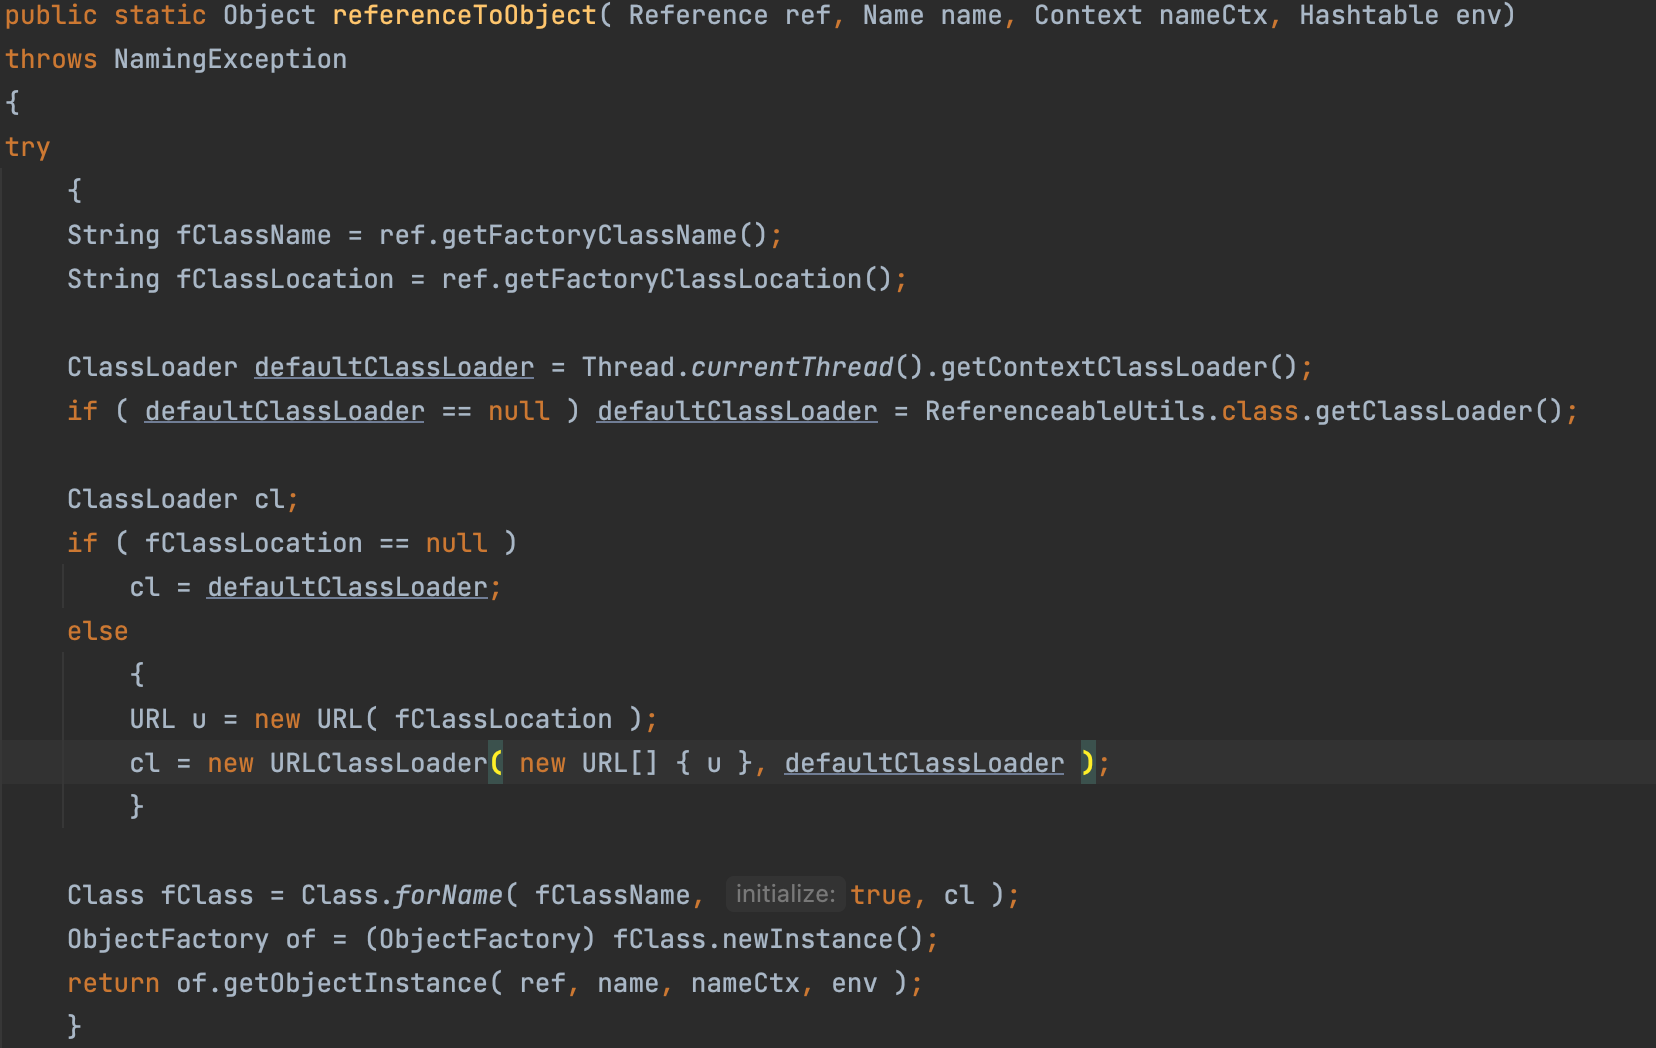 public static Object referenceToObject( Reference ref, Name name, Context nameCtx, Hashtable env)
throws NamingException
{
try
{
String fClassName = ref.getFactoryClassName();
String fClassLocation = ref.getFactoryClassLocation();
ClassLoader defaultClassLoader = Thread.currentThread().getContextClassLoader();
if ( defaultClassLoader == null ) defaultClassLoader = ReferenceableUtils.class.getClassLoader();
ClassLoader cl;
if ( fClassLocation == null )
cl = defaultClassLoader;
else
{
URL u = new URL( fClassLocation );
cl = new URLClassLoader( new URL[] { u }, defaultClassLoader );
}
Class fClass = Class.forName( fClassName, initialize: true, cl );
ObjectFactory of = (ObjectFactory) fClass.newInstance();
return of.getObjectInstance( ref, name, nameCtx, env );
}